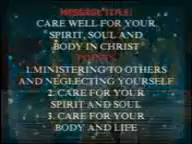 MESSAGE TITLE:
CARE WELL FOR YOUR
SPIRIT, SOUL AND
BODY IN CHRIST
POINTS:
1.MINISTERING TO OTHERS
AND NEGLECTING YOURSELF
2. CARE FOR YOUR
SPIRIT AND SOUL
3. CARE FOR YOUR
BODY AND LIFE